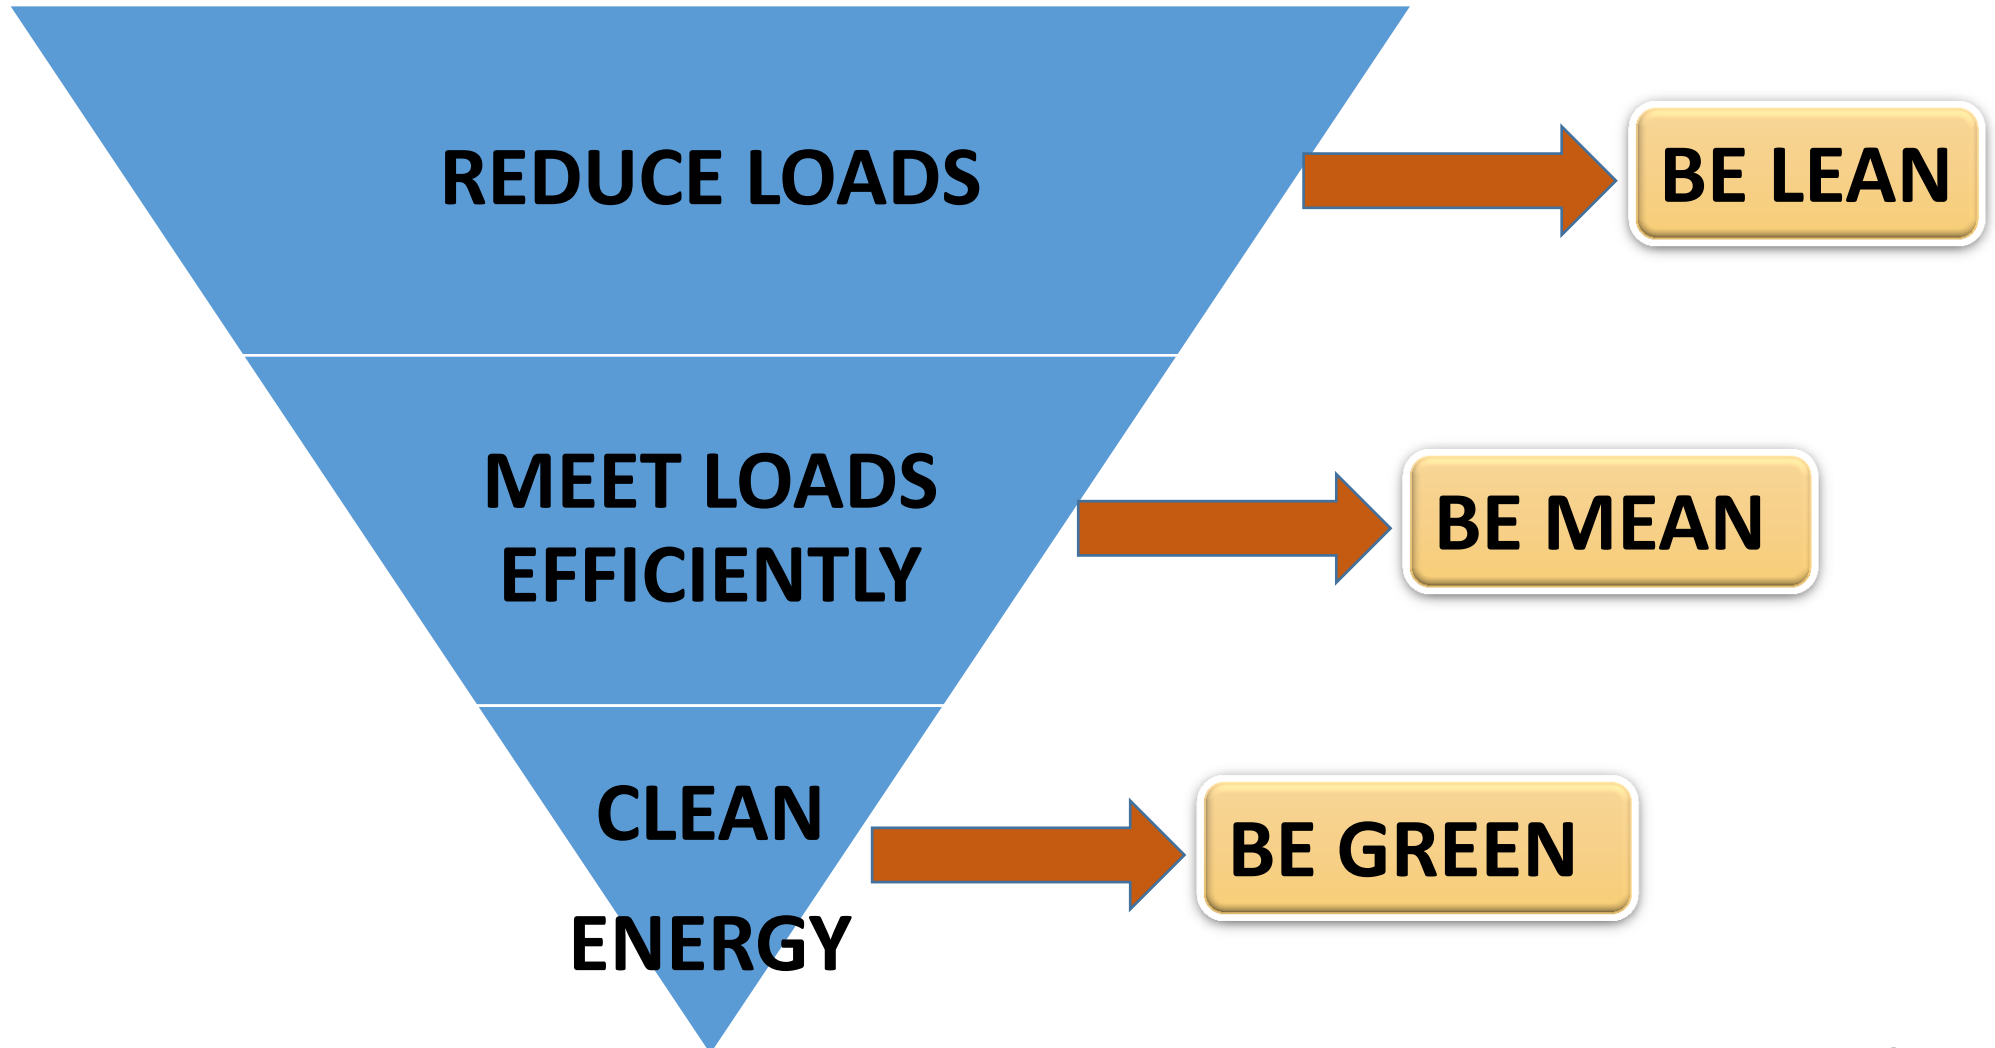 REDUCE LOADS
BE LEAN
MEET LOADS
EFFICIENTLY
BE MEAN
CLEAN
ENERGY
BE GREEN